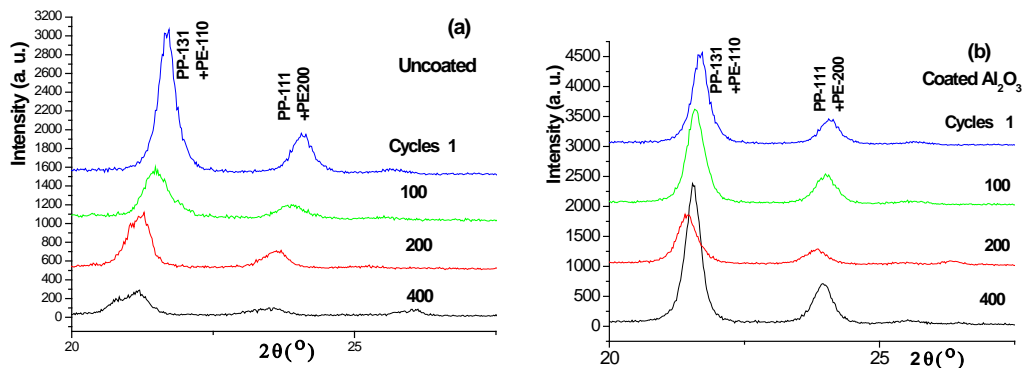 (a)
Uncoated
PP-131
+PE-110
PP-111
+PE200
Cycles 1
100
200
400
Intensity (a. u.)
3200
3000
2800
2600
2400
2200
2000
1800
1600
1400
1200
1000
800
600
400
200
0
20
25
2θ(O)
(b)
Coated Al2O3
PP-131
+PE-110
PP-111
+PE-200
Cycles 1
100
200
400
Intensity (a. u.)
4500
4000
3500
3000
2500
2000
1500
1000
500
0
20
25
2θ(O)